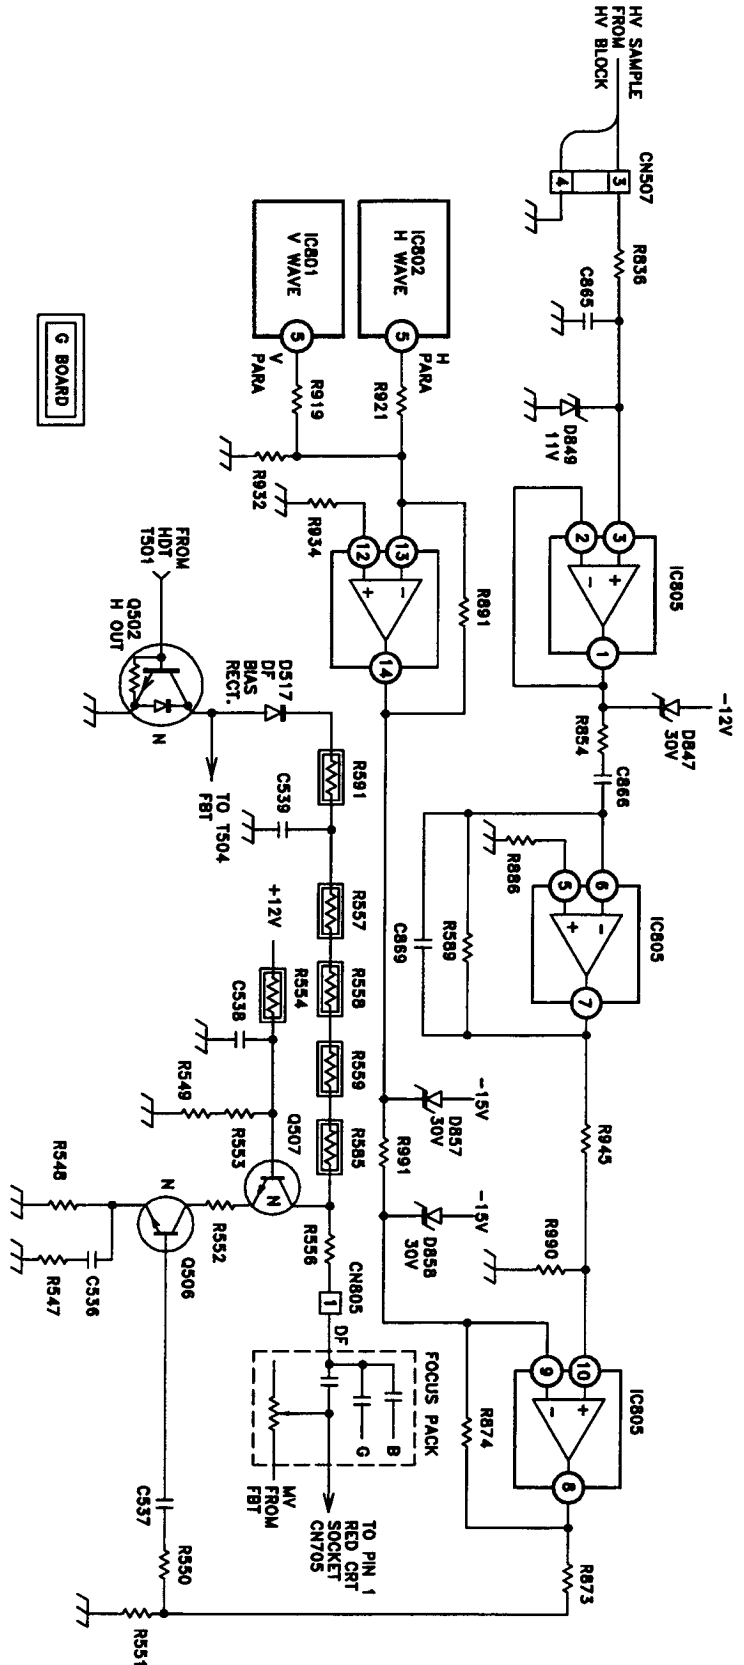 HV SAMPLE
FROM
HV BLOCK
CN507
3
4
R836
C865
D849
11V
IC805
3
2
+
-
1
-12V
D847
30V
R854
C866
IC805
6
5
-
+
7
R886
R589
C869
R945
R990
IC805
10
9
+
-
8
R874
R873
IC802
H WAVE
5
H
PARA
R921
IC801
V WAVE
5
V
PARA
R919
R932
R934
13
12
-
+
14
R891
-15V
D857
30V
R991
-15V
D858
30V
G BOARD
FROM
HDT
T501
Q502
H OUT
N
D517
DF
BIAS
RECT.
TO T504
FBT
R591
C539
R557
R558
R559
R585
+12V
R554
C538
R549
R553
Q507
N
R556
CN805
1
DF
FOCUS PACK
B
G
MV
FROM
FBT
TO PIN 1
RED CRT
SOCKET
CN705
R552
Q506
N
R548
C536
R547
C537
R550
R551